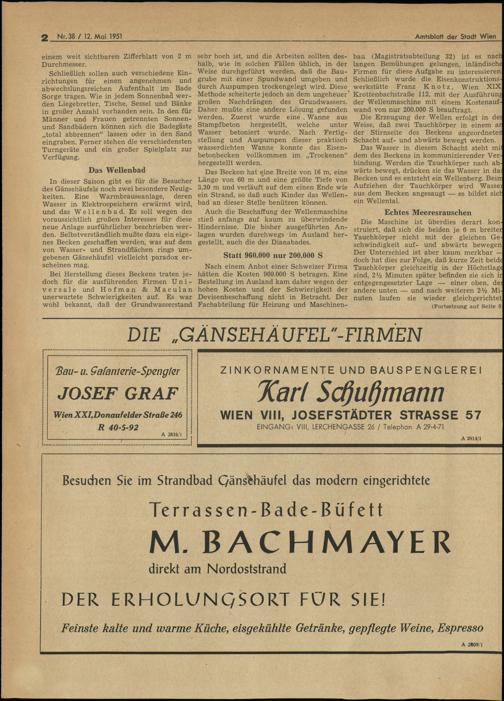 2 Nr. 38 / 12. Mai 1951
Amtsblatt der Stadt Wien
einem weit sichtbaren Zifferblatt von 2 m
Durchmesser.
Schließlich sollen auch verschiedene Ein-
richtungen für einen angenehmen und
abwechslungsreichen Aufenthalt im Bade
Sorge tragen. Wie in jedem Sonnenbad wer-
den Liegebretter, Tische, Sessel und Bänke
in großer Anzahl vorhanden sein. In den für
Männer und Frauen getrennten Sonnen-
und Sandbädern können sich die Badegäste
„total abbrennen" lassen oder in den Sand
eingraben. Ferner stehen die verschiedensten
Turngeräte und ein großer Spielplatz zur
Verfügung.
Das Wellenbad
In dieser Saison gibt es für die Besucher
des Gänsehäufels noch zwei besondere Neuig-
keiten. Eine Warmbrauseanlage, deren
Wasser in Elektrospeichern erwärmt wird,
und das Wellenbad. Es soll wegen des
voraussichtlich großen Interesses für diese
neue Anlage ausführlicher beschrieben wer-
den. Selbstverständlich mußte dazu ein eige-
nes Becken geschaffen werden, was auf dem
von Wasser- und Strandflächen rings um-
gebenen Gänsehäufel vielleicht paradox er-
scheinen mag.
Bei Herstellung dieses Beckens traten je-
doch für die ausführenden Firmen Uni-
versale und Hofman & Maculan
unerwartete Schwierigkeiten auf. Es war
wohl bekannt, daß der Grundwasserstand
sehr hoch ist, und die Arbeiten sollten des-
halb, wie in solchen Fällen üblich, in der
Weise durchgeführt werden, daß die Bau-
grube mit einer Spundwand umgeben und
durch Auspumpen trockengelegt wird. Diese
Methode scheiterte jedoch an dem ungeheuer
großen Nachdrängen des Grundwassers.
Daher mußte eine andere Lösung gefunden
werden. Zuerst wurde eine Wanne aus
Stampfbeton hergestellt, welche unter
Wasser betoniert wurde. Nach Fertig-
stellung und Auspumpen dieser praktisch
wasserdichten Wanne konnte das Eisen-
betonbecken vollkommen im „Trockenen"
hergestellt werden.
Das Becken hat eine Breite von 16 m, eine
Länge von 60 m und eine größte Tiefe von
3,30 m und verläuft auf dem einen Ende wie
ein Strand, so daß auch Kinder das Wellen-
bad an dieser Stelle benützen können.
Auch die Beschaffung der Wellenmaschine
stieß anfangs auf kaum zu überwindende
Hindernisse. Die bisher ausgeführten An-
lagen wurden durchwegs im Ausland her-
gestellt, auch die des Dianabades.
Statt 960.000 nur 200.000 S
Nach einem Anbot einer Schweizer Firma
hätten die Kosten 900.000 S betragen. Eine
Bestellung im Ausland kam daher wegen der
hohen Kosten und der Schwierigkeit der
Devisenbeschaffung nicht in Betracht. Der
Fachabteilung für Heizung und Maschinen-
bau (Magistratsabteilung 32) ist es nach
langen Bemühungen gelungen, inländische
Firmen für diese Aufgabe zu interessieren.
Schließlich wurde die Eisenkonstruktions-
werkstätte Franz Knotz, Wien XIX,
Krottenbachstraße 112, mit der Ausführung
der Wellenmaschine mit einem Kostenauf-
wand von nur 200.000 S beauftragt.
Die Erzeugung der Wellen erfolgt in der
Weise, daß zwei Tauchkörper in einem an
der Stirnseite des Beckens angeordneten
Schacht auf- und abwärts bewegt werden.
Das Wasser in diesem Schacht steht mit
dem des Beckens in kommunizierender Ver-
bindung. Werden die Tauchkörper nach ab-
wärts bewegt, drücken sie das Wasser in das
Becken und es entsteht ein Wellenberg. Beim
Aufziehen der Tauchkörper wird Wasser
aus dem Becken angesaugt — es bildet sich
ein Wellental.
Echtes Meeresrauschen
Die Maschine ist überdies derart kon-
struiert, daß sich die beiden je 6 m breiten
Tauchkörper nicht mit der gleichen Ge-
schwindigkeit auf- und abwärts bewegen.
Der Unterschied ist aber kaum merkbar —
doch hat dies zur Folge, daß kurze Zeit beide
Tauchkörper gleichzeitig in der Höchstlage
sind, 2½ Minuten später befinden sie sich in
entgegengesetzter Lage — einer oben, der
andere unten — und nach weiteren 2½ Mi-
nuten laufen sie wieder gleichgerichtet
(Fortsetzung auf Seite
DIE „GÄNSEHÄUFEL"-FIRMEN
Bau- u. Galanterie-Spengler
JOSEF GRAF
Wien XXI, Donaufelder Straße 246
R 40-5-92
ZINKORNAMENTE UND BAUSPENGLEREI
Karl Schußmann
WIEN VIII, JOSEFSTÄDTER STRASSE 57
EINGANG: VIII, LERCHENGASSE 26 / Telephon A 29-4-71
Besuchen Sie im Strandbad Gänsehäufel das modern eingerichtete
Terrassen-Bade-Büfett
M. BACHMAYER
direkt am Nordoststrand
DER ERHOLUNGSORT FÜR SIE!
Feinste kalte und warme Küche, eisgekühlte Getränke, gepflegte Weine, Espresso